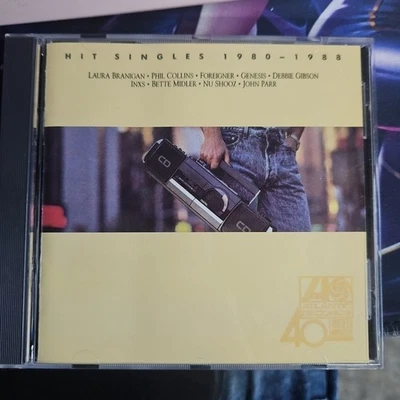 HIT SINGLES 1980-1988
LAURA BRANIGAN • PHIL COLLINS • FOREIGNER • GENESIS • DEBBIE GIBSON
INXS • BETTE MIDLER • NU SHOOZ • JOHN PARR
ATLANTIC
40